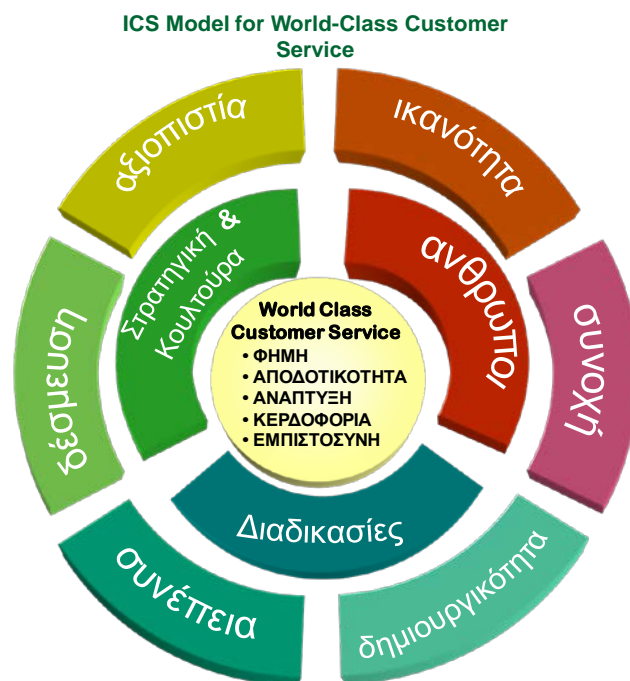 ICS Model for World-Class Customer
Service
αξιοπιστία
ικανότητα
Στρατηγική &
Κουλτούρα
ανθρωποι
δέσμευση
συνοχή
World Class
Customer Service
• ΦΗΜΗ
• ΑΠΟΔΟΤΙΚΟΤΗΤΑ
• ΑΝΑΠΤΥΞΗ
• ΚΕΡΔΟΦΟΡΙΑ
• ΕΜΠΙΣΤΟΣΥΝΗ
Διαδικασίες
συνέπεια
δημιουργικότητα